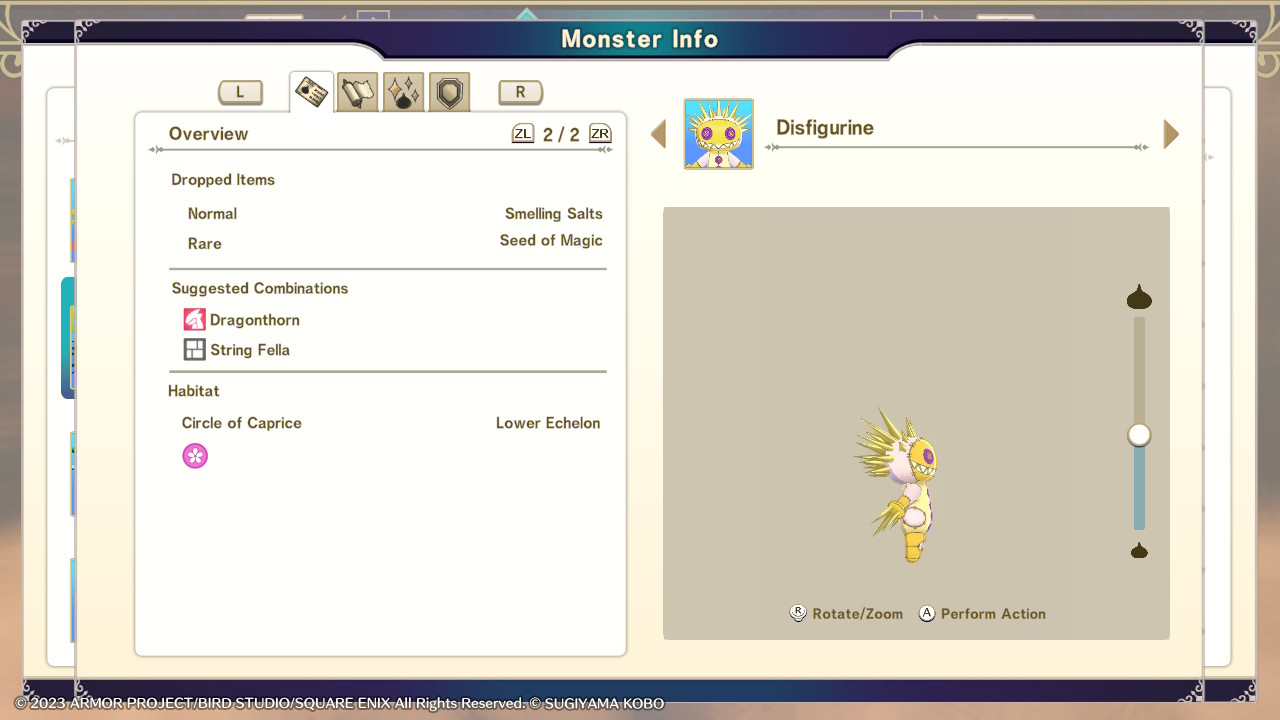 Monster Info
L
R
Overview
ZL 2 / 2 ZR
Dropped Items
Normal Smelling Salts
Rare Seed of Magic
Suggested Combinations
Dragonthorn
String Fella
Habitat
Circle of Caprice Lower Echelon
Disfigurine
R Rotate/Zoom A Perform Action
© 2023 ARMOR PROJECT/BIRD STUDIO/SQUARE ENIX All Rights Reserved. © SUGIYAMA KOBO